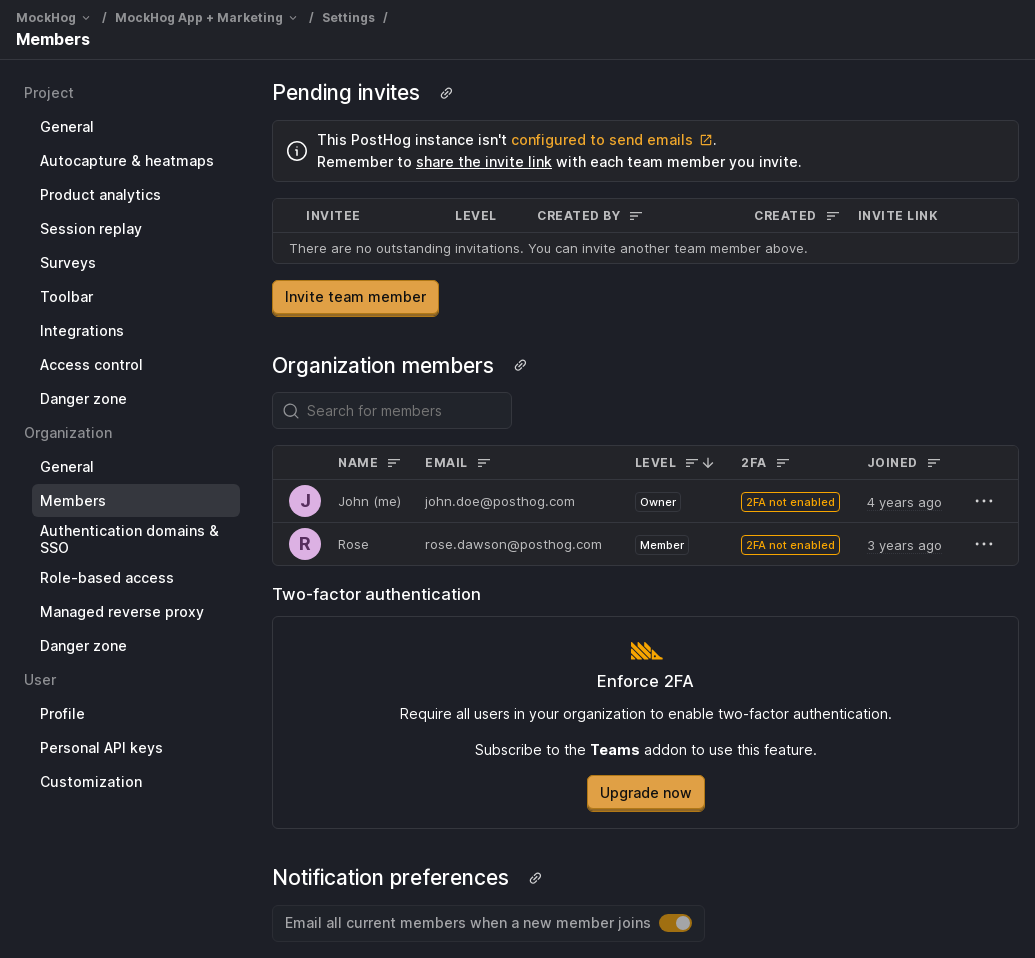 MockHog / MockHog App + Marketing / Settings /
Members
Project
General
Autocapture & heatmaps
Product analytics
Session replay
Surveys
Toolbar
Integrations
Access control
Danger zone
Organization
General
Members
Authentication domains &
SSO
Role-based access
Managed reverse proxy
Danger zone
User
Profile
Personal API keys
Customization
Pending invites
This PostHog instance isn't configured to send emails.
Remember to share the invite link with each team member you invite.
INVITEE LEVEL CREATED BY CREATED INVITE LINK
There are no outstanding invitations. You can invite another team member above.
Invite team member
Organization members
Search for members
NAME EMAIL LEVEL 2FA JOINED
J John (me) john.doe@posthog.com Owner 2FA not enabled 4 years ago
R Rose rose.dawson@posthog.com Member 2FA not enabled 3 years ago
Two-factor authentication
Enforce 2FA
Require all users in your organization to enable two-factor authentication.
Subscribe to the Teams addon to use this feature.
Upgrade now
Notification preferences
Email all current members when a new member joins